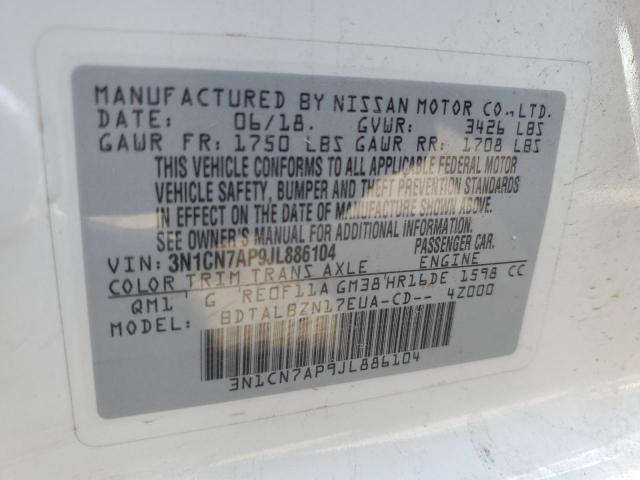 MANUFACTURED BY NISSAN MOTOR CO.,LTD.
DATE: 06/18. GVWR: 3426 LBS
GAWR FR: 1750 LBS GAWR RR: 1708 LBS
THIS VEHICLE CONFORMS TO ALL APPLICABLE FEDERAL MOTOR
VEHICLE SAFETY, BUMPER AND THEFT PREVENTION STANDARDS
IN EFFECT ON THE DATE OF MANUFACTURE SHOWN ABOVE.
SEE OWNER'S MANUAL FOR ADDITIONAL INFORMATION.
VIN: 3N1CN7AP9JL886104 PASSENGER CAR.
COLOR TRIM TRANS AXLE ENGINE
QM1 G RE0F11A GM38 HR16DE 1598 CC
BDTALBZN17EUA-CD-- 4Z000
3N1CN7AP9JL886104